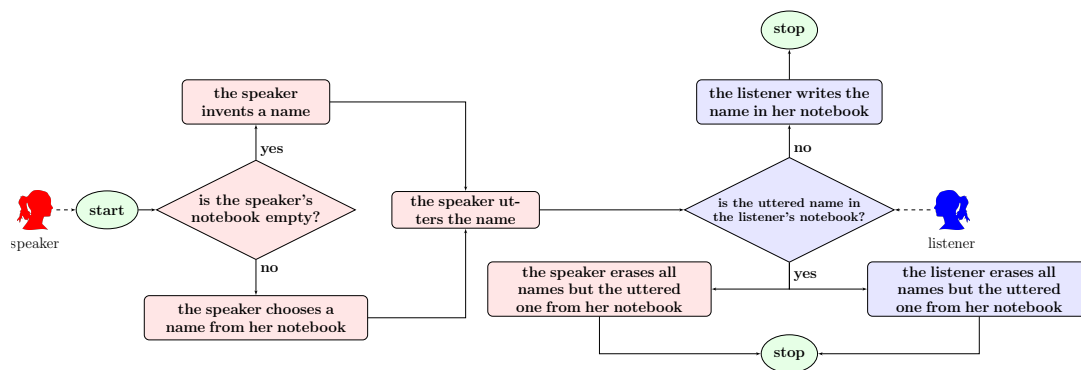 speaker
start
is the speaker's
notebook empty?
yes
the speaker
invents a name
no
the speaker chooses a
name from her notebook
the speaker ut-
ters the name
is the uttered name in
the listener's notebook?
listener
no
the listener writes the
name in her notebook
stop
yes
the speaker erases all
names but the uttered
one from her notebook
the listener erases all
names but the uttered
one from her notebook
stop